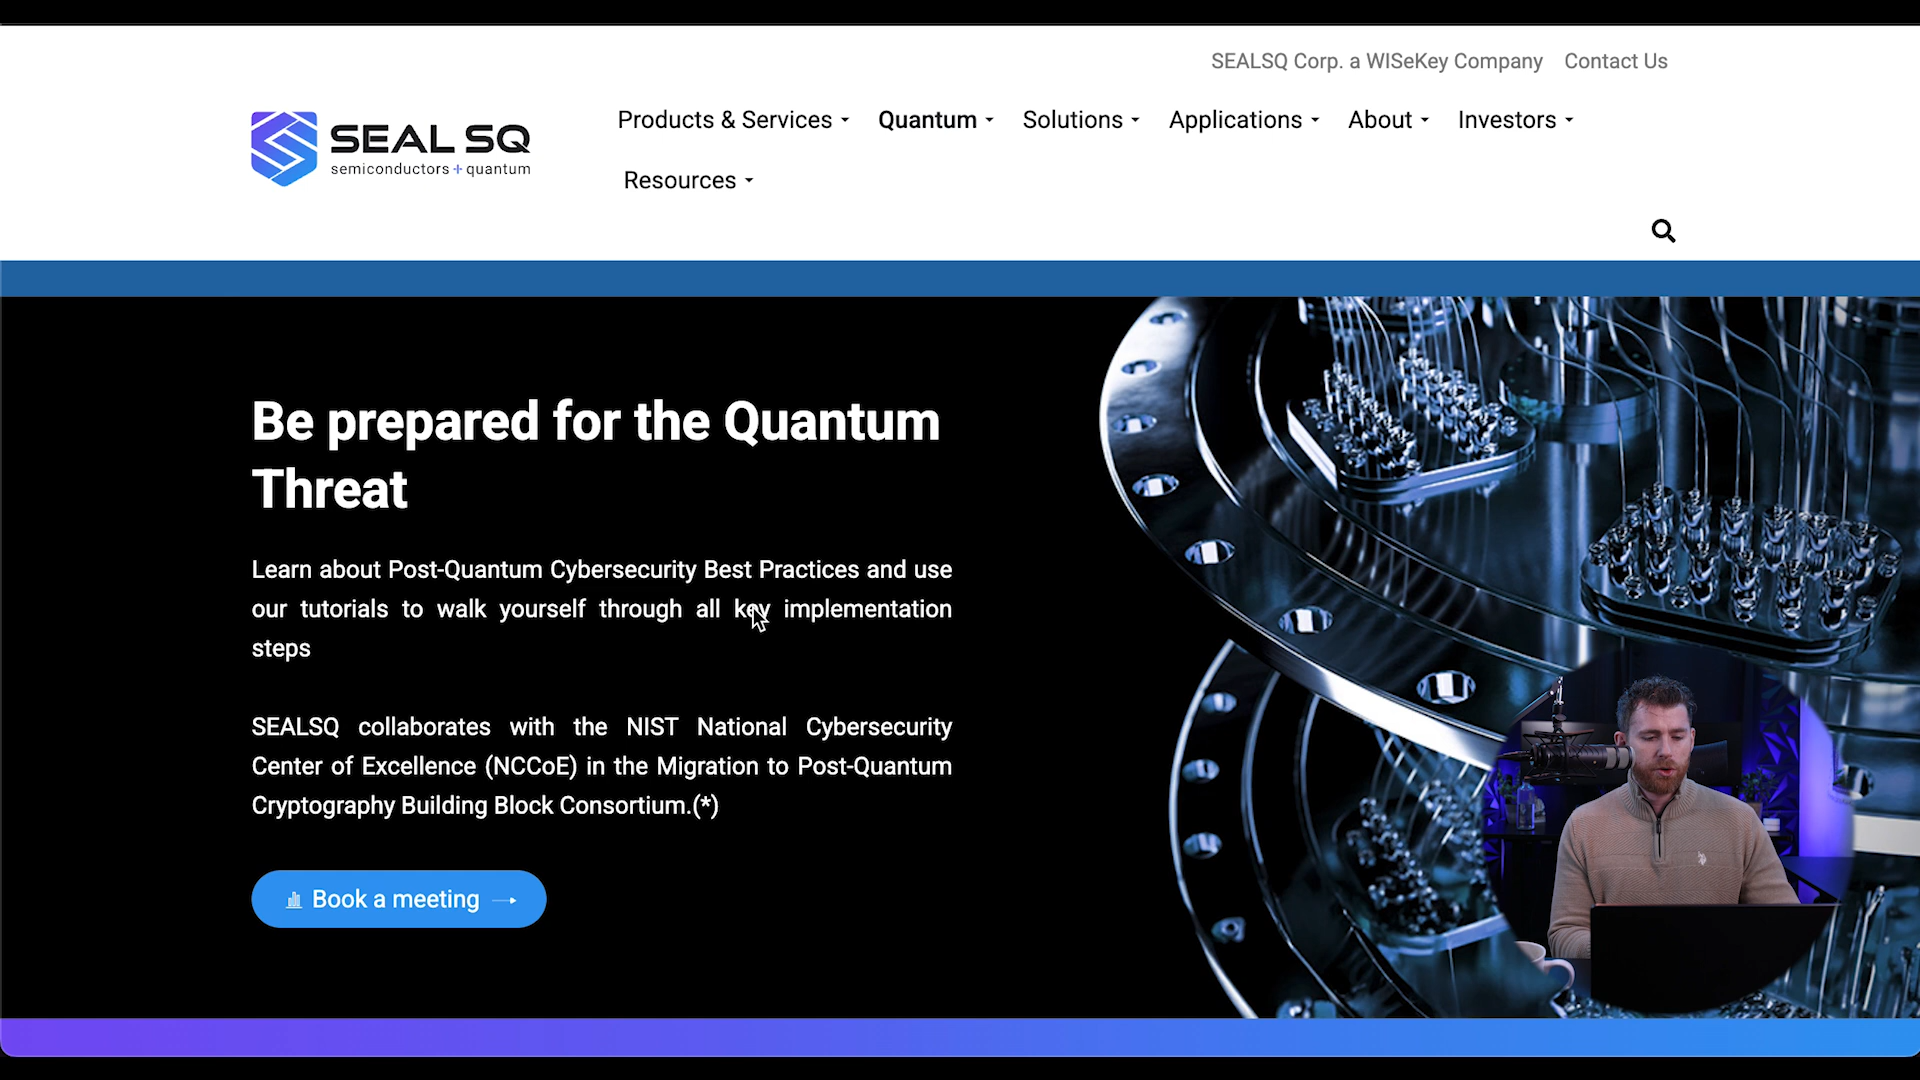 SEALSQ Corp. a WISeKey Company Contact Us
SEAL SQ
semiconductors + quantum
Products & Services Quantum Solutions Applications About Investors
Resources
Be prepared for the Quantum
Threat
Learn about Post-Quantum Cybersecurity Best Practices and use
our tutorials to walk yourself through all key implementation
steps
SEALSQ collaborates with the NIST National Cybersecurity
Center of Excellence (NCCoE) in the Migration to Post-Quantum
Cryptography Building Block Consortium.(*)
Book a meeting